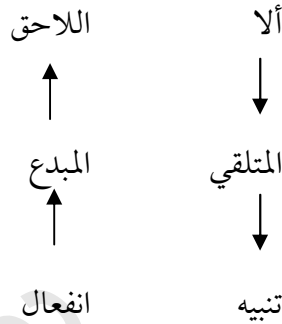 ألا اللاحق
المتلقي المبدع
تنبيه انفعال